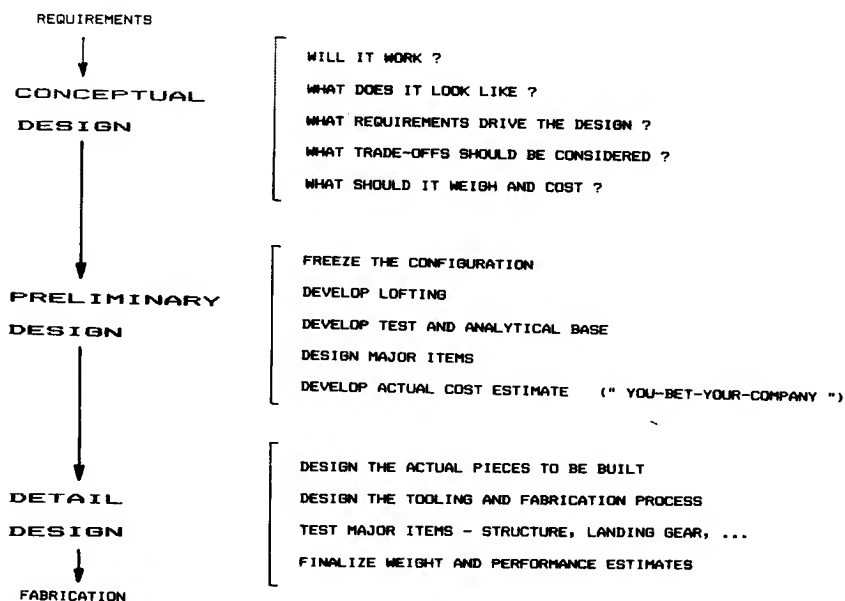 REQUIREMENTS
CONCEPTUAL
DESIGN
WILL IT WORK ?
WHAT DOES IT LOOK LIKE ?
WHAT REQUIREMENTS DRIVE THE DESIGN ?
WHAT TRADE-OFFS SHOULD BE CONSIDERED ?
WHAT SHOULD IT WEIGH AND COST ?
PRELIMINARY
DESIGN
FREEZE THE CONFIGURATION
DEVELOP LOFTING
DEVELOP TEST AND ANALYTICAL BASE
DESIGN MAJOR ITEMS
DEVELOP ACTUAL COST ESTIMATE (" YOU-BET-YOUR-COMPANY ")
DETAIL
DESIGN
DESIGN THE ACTUAL PIECES TO BE BUILT
DESIGN THE TOOLING AND FABRICATION PROCESS
TEST MAJOR ITEMS - STRUCTURE, LANDING GEAR, ...
FINALIZE WEIGHT AND PERFORMANCE ESTIMATES
FABRICATION